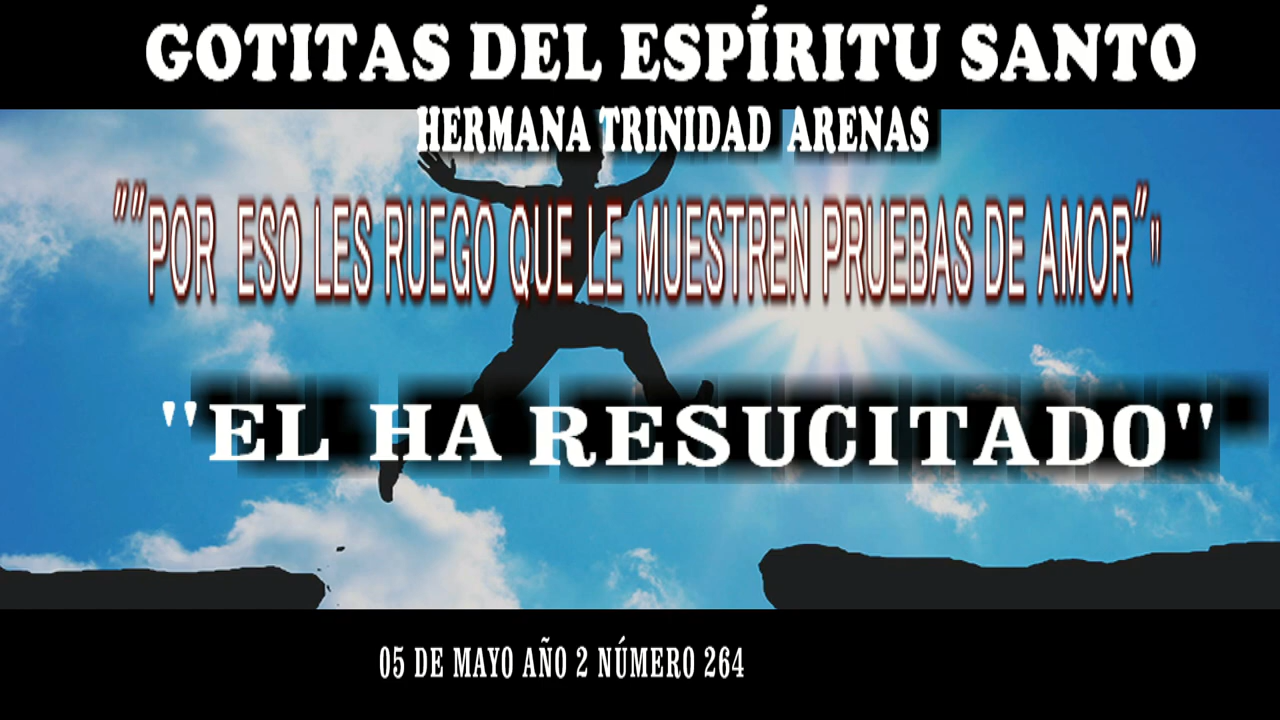 GOTITAS DEL ESPÍRITU SANTO
HERMANA TRINIDAD ARENAS
""POR ESO LES RUEGO QUE LE MUESTREN PRUEBAS DE AMOR""
"EL HA RESUCITADO"
05 DE MAYO AÑO 2 NÚMERO 264